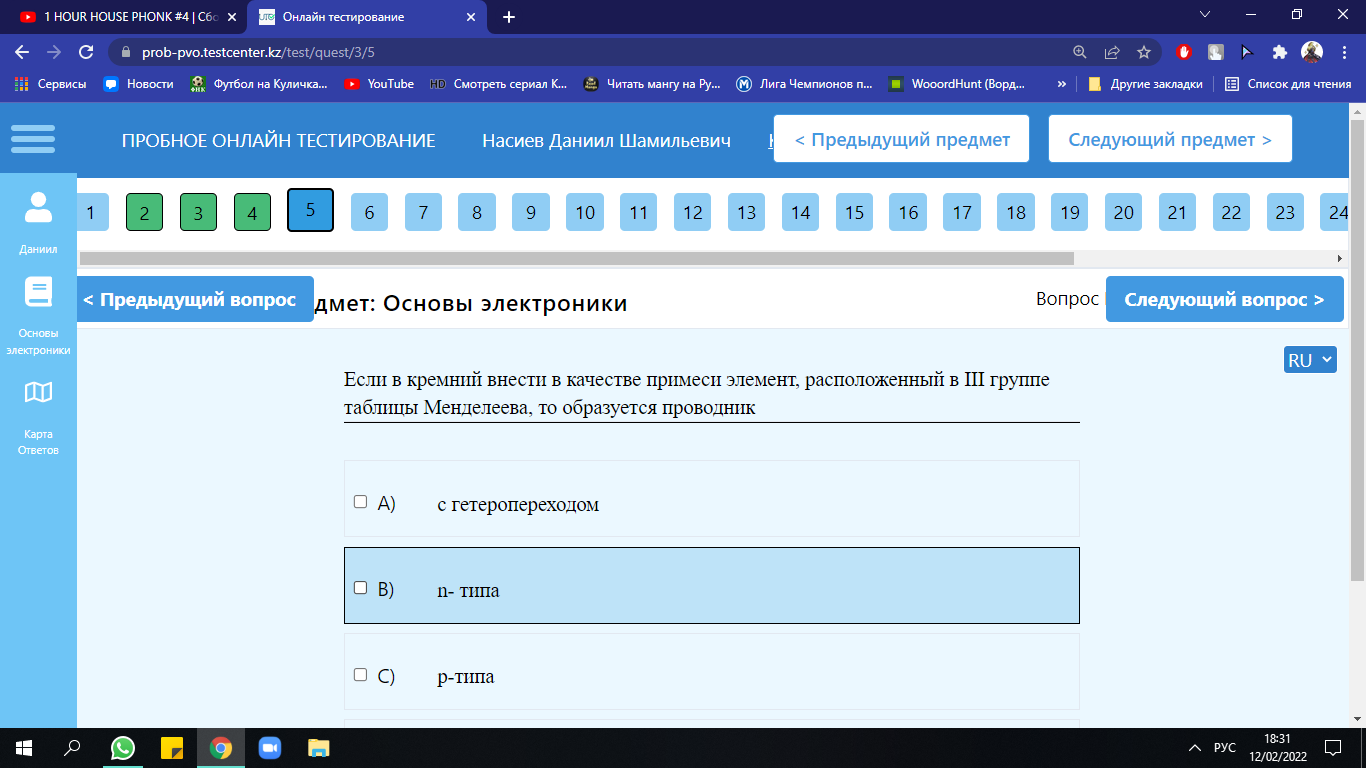 1 HOUR HOUSE PHONK #4 | Сбо
Онлайн тестирование
prob-pvo.testcenter.kz/test/quest/3/5
Сервисы Новости Футбол на Куличка... YouTube HD Смотреть сериал К... Читать мангу на Ру... Лига Чемпионов п... WooordHunt (Ворд... » Другие закладки Список для чтения
ПРОБНОЕ ОНЛАЙН ТЕСТИРОВАНИЕ Насиев Даниил Шамильевич < Предыдущий предмет Следующий предмет >
1 2 3 4 5 6 7 8 9 10 11 12 13 14 15 16 17 18 19 20 21 22 23 24
Даниил
< Предыдущий вопрос дмет: Основы электроники Вопрос Следующий вопрос >
Основы
электроники
RU
Если в кремний внести в качестве примеси элемент, расположенный в III группе
таблицы Менделеева, то образуется проводник
Карта
Ответов
A) с гетеропереходом
B) n- типа
C) p-типа
РУС
18:31
12/02/2022